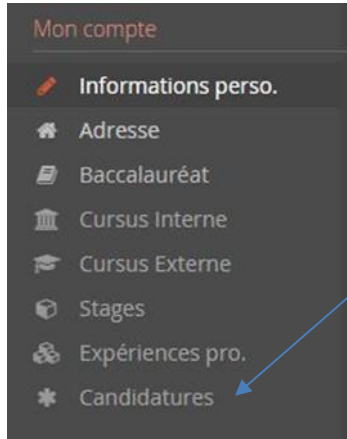 Mon compte
Informations perso.
Adresse
Baccalauréat
Cursus Interne
Cursus Externe
Stages
Expériences pro.
Candidatures